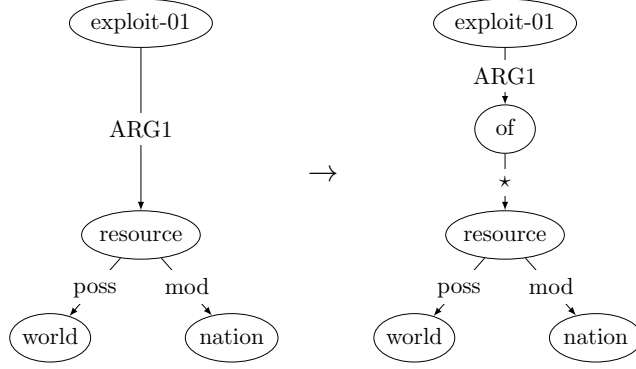 exploit-01 exploit-01
ARG1
ARG1
of
→
⋆
resource resource
poss mod poss mod
world nation world nation